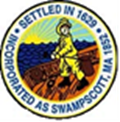 SETTLED IN 1629
INCORPORATED AS SWAMPSCOTT, MA 1852